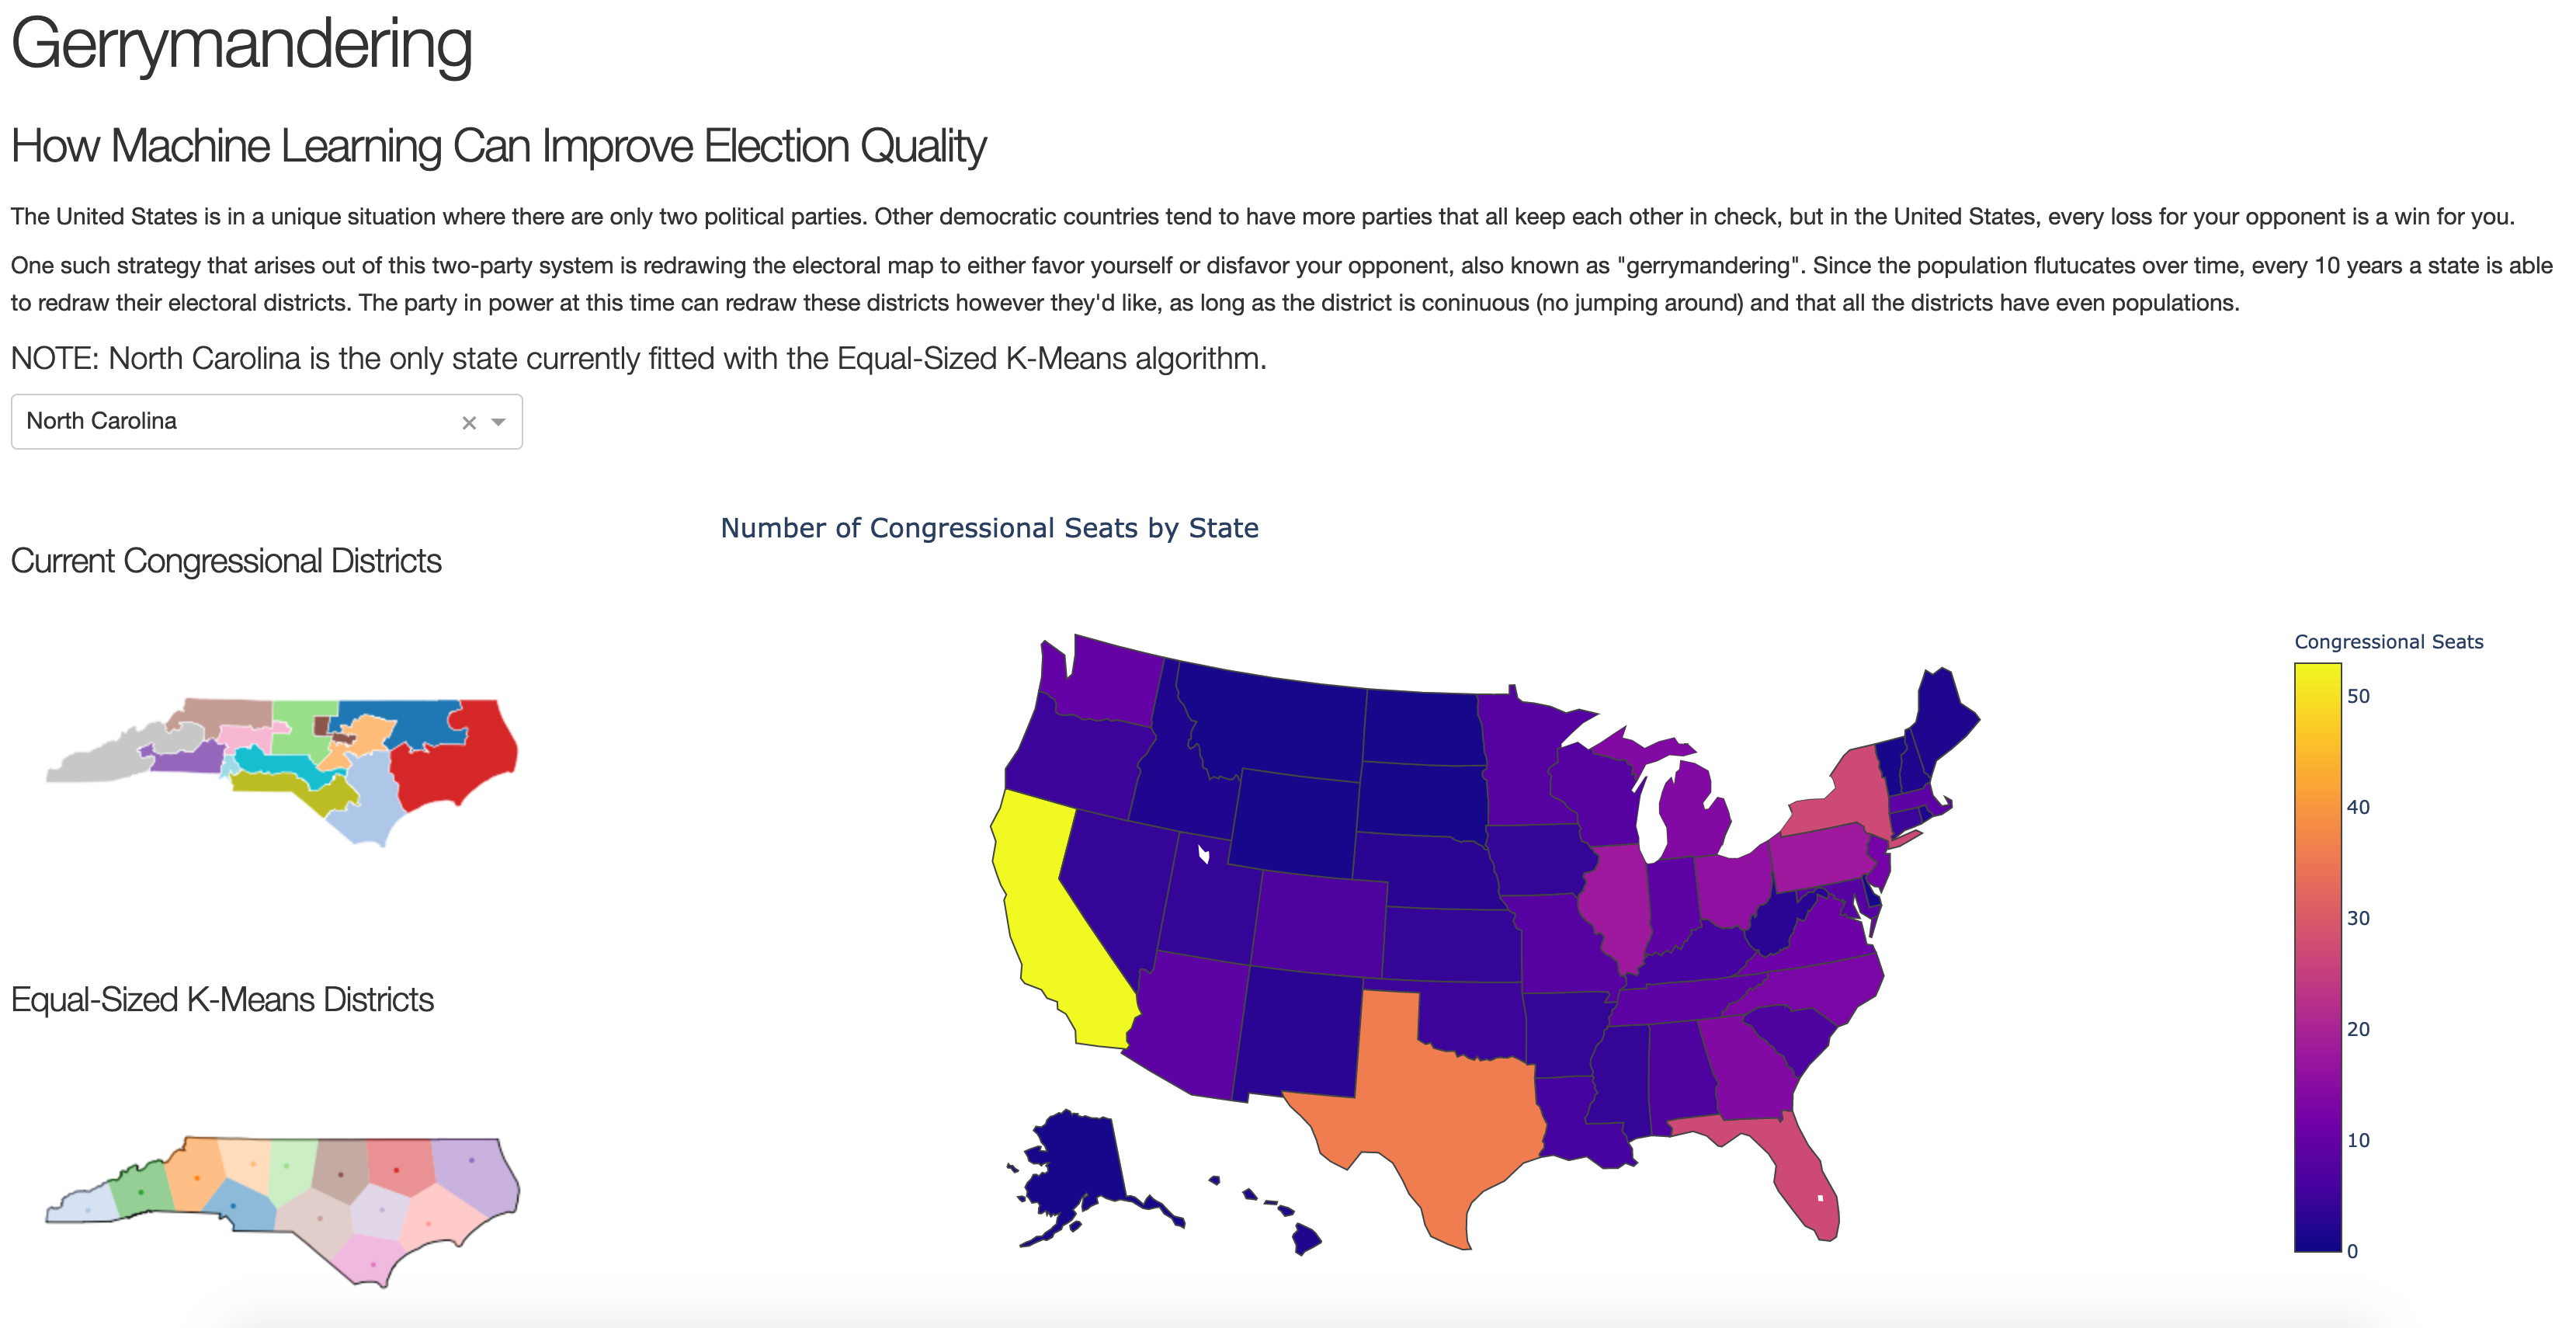 Gerrymandering
How Machine Learning Can Improve Election Quality
The United States is in a unique situation where there are only two political parties. Other democratic countries tend to have more parties that all keep each other in check, but in the United States, every loss for your opponent is a win for you.
One such strategy that arises out of this two-party system is redrawing the electoral map to either favor yourself or disfavor your opponent, also known as "gerrymandering". Since the population flutucates over time, every 10 years a state is able
to redraw their electoral districts. The party in power at this time can redraw these districts however they'd like, as long as the district is coninuous (no jumping around) and that all the districts have even populations.
NOTE: North Carolina is the only state currently fitted with the Equal-Sized K-Means algorithm.
North Carolina
Current Congressional Districts
Equal-Sized K-Means Districts
Number of Congressional Seats by State
Congressional Seats
50
40
30
20
10
0